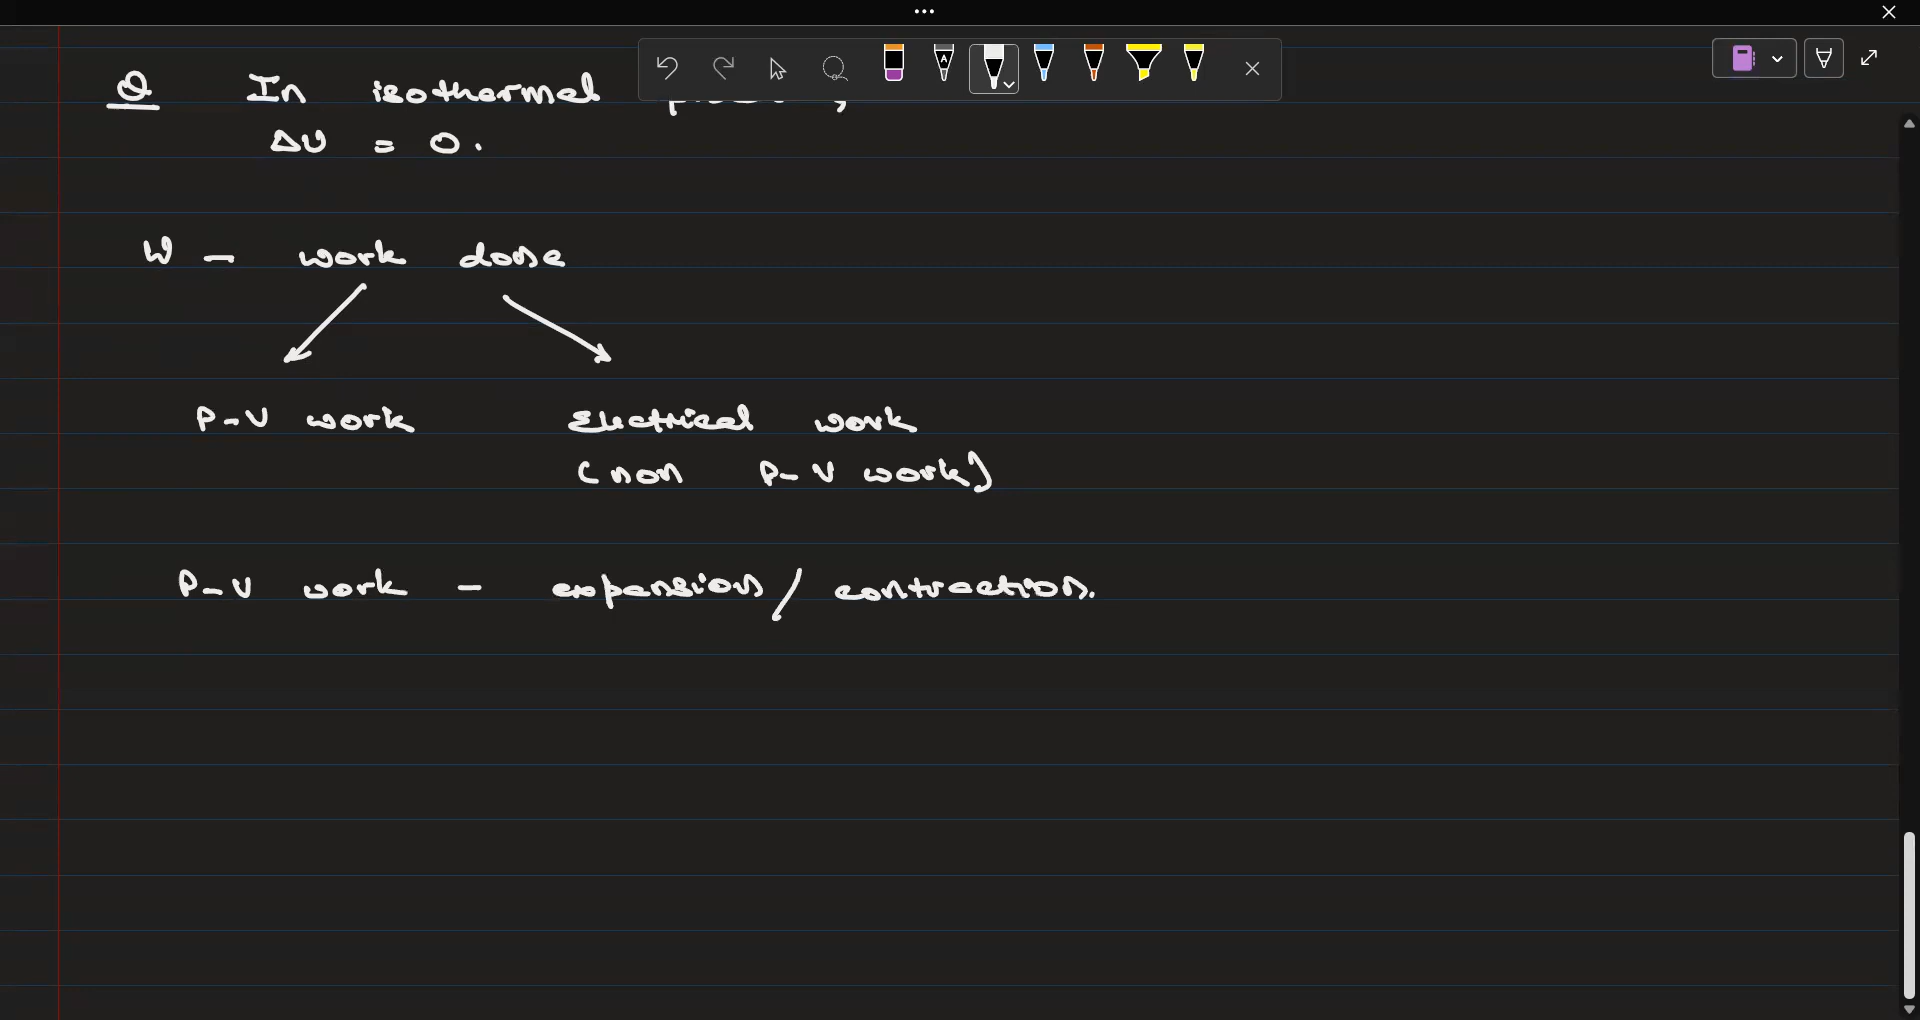 Q In isothermal
ΔU = 0.
W - work done
P-V work Electrical work
(non P-V work)
P-V work - expansion / contraction.